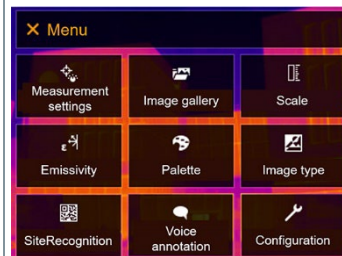 Menu
Measurement
settings
Image gallery
Scale
ε
Emissivity
Palette
Image type
SiteRecognition
Voice
annotation
Configuration